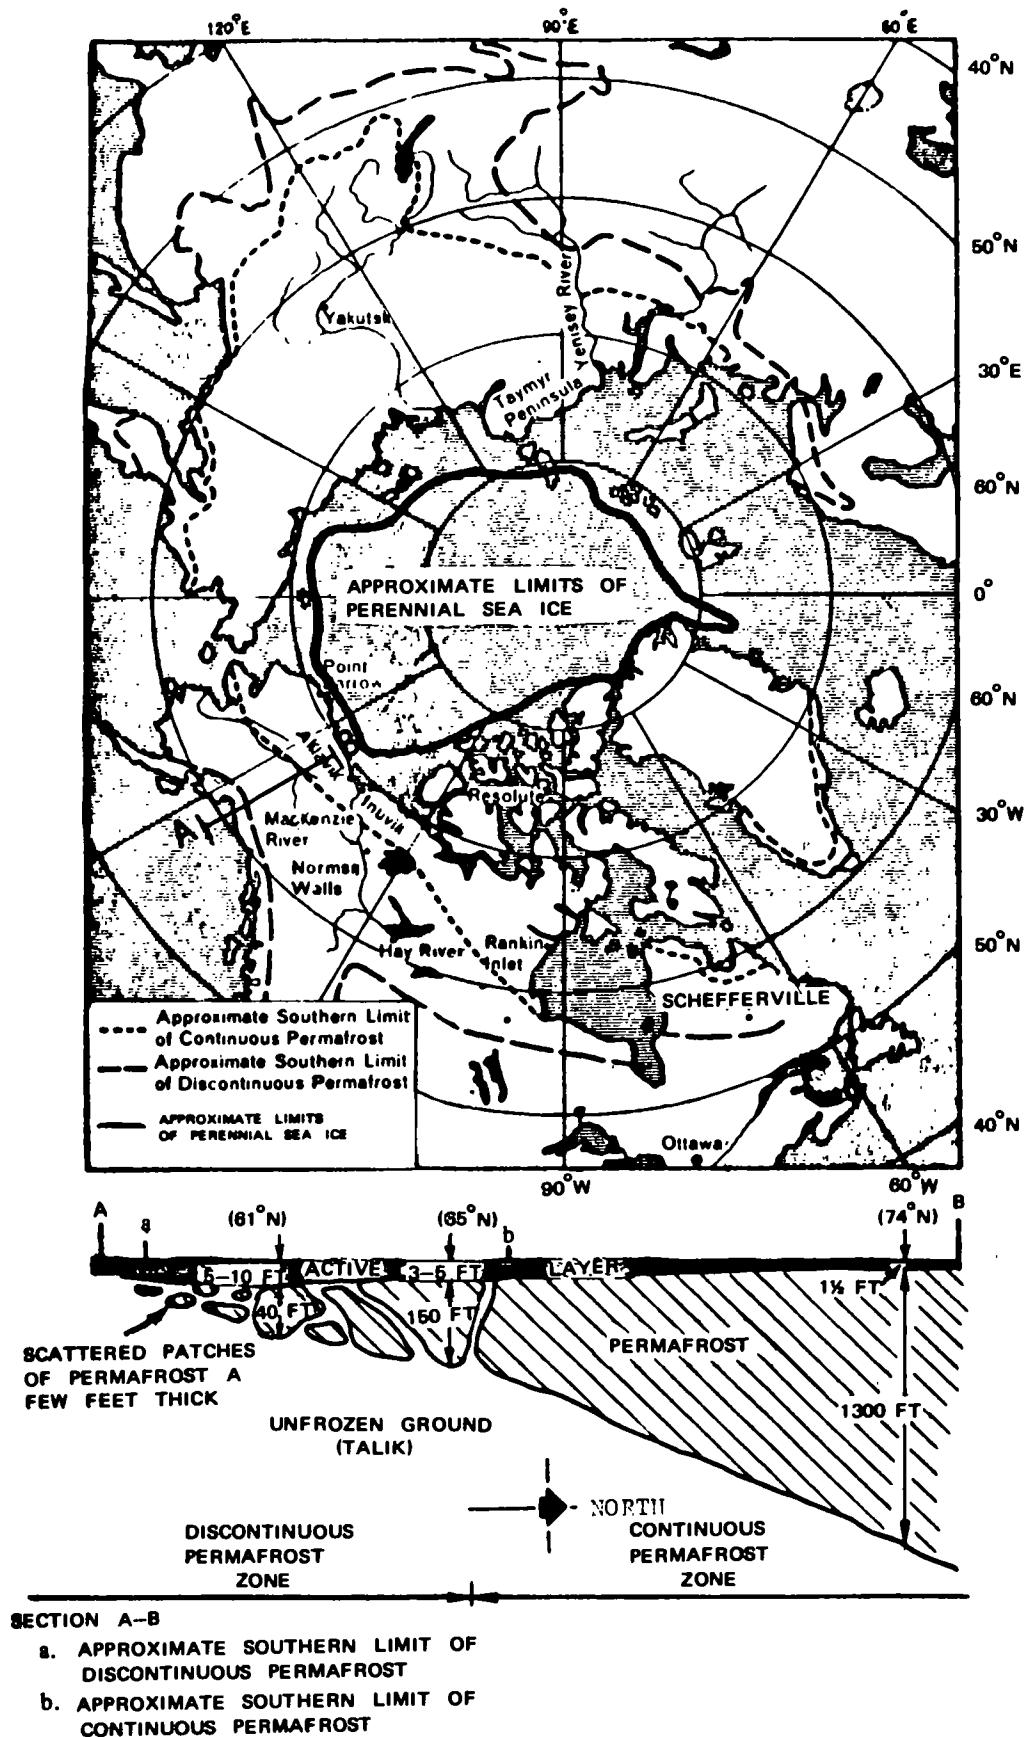 120°E
90°E
60°E
40°N
50°N
30°E
60°N
0°
60°N
30°W
50°N
40°N
90°W
60°W
Yakutsk
Yenisey River
Taymyr
Peninsula
APPROXIMATE LIMITS OF
PERENNIAL SEA ICE
Point
Aklavik
Inuvik
Resolute
A
MacKenzie
River
Norman
Walls
Hay River
Rankin
Inlet
SCHEFFERVILLE
Ottawa
Approximate Southern Limit
of Continuous Permafrost
Approximate Southern Limit
of Discontinuous Permafrost
APPROXIMATE LIMITS
OF PERENNIAL SEA ICE
A
a
(61°N)
(65°N)
b
(74°N)
B
5-10 FT
ACTIVE
3-5 FT
LAYER
1½ FT
40 FT
150 FT
PERMAFROST
1300 FT
SCATTERED PATCHES
OF PERMAFROST A
FEW FEET THICK
UNFROZEN GROUND
(TALIK)
NORTH
DISCONTINUOUS
PERMAFROST
ZONE
CONTINUOUS
PERMAFROST
ZONE
SECTION A-B
a. APPROXIMATE SOUTHERN LIMIT OF
DISCONTINUOUS PERMAFROST
b. APPROXIMATE SOUTHERN LIMIT OF
CONTINUOUS PERMAFROST